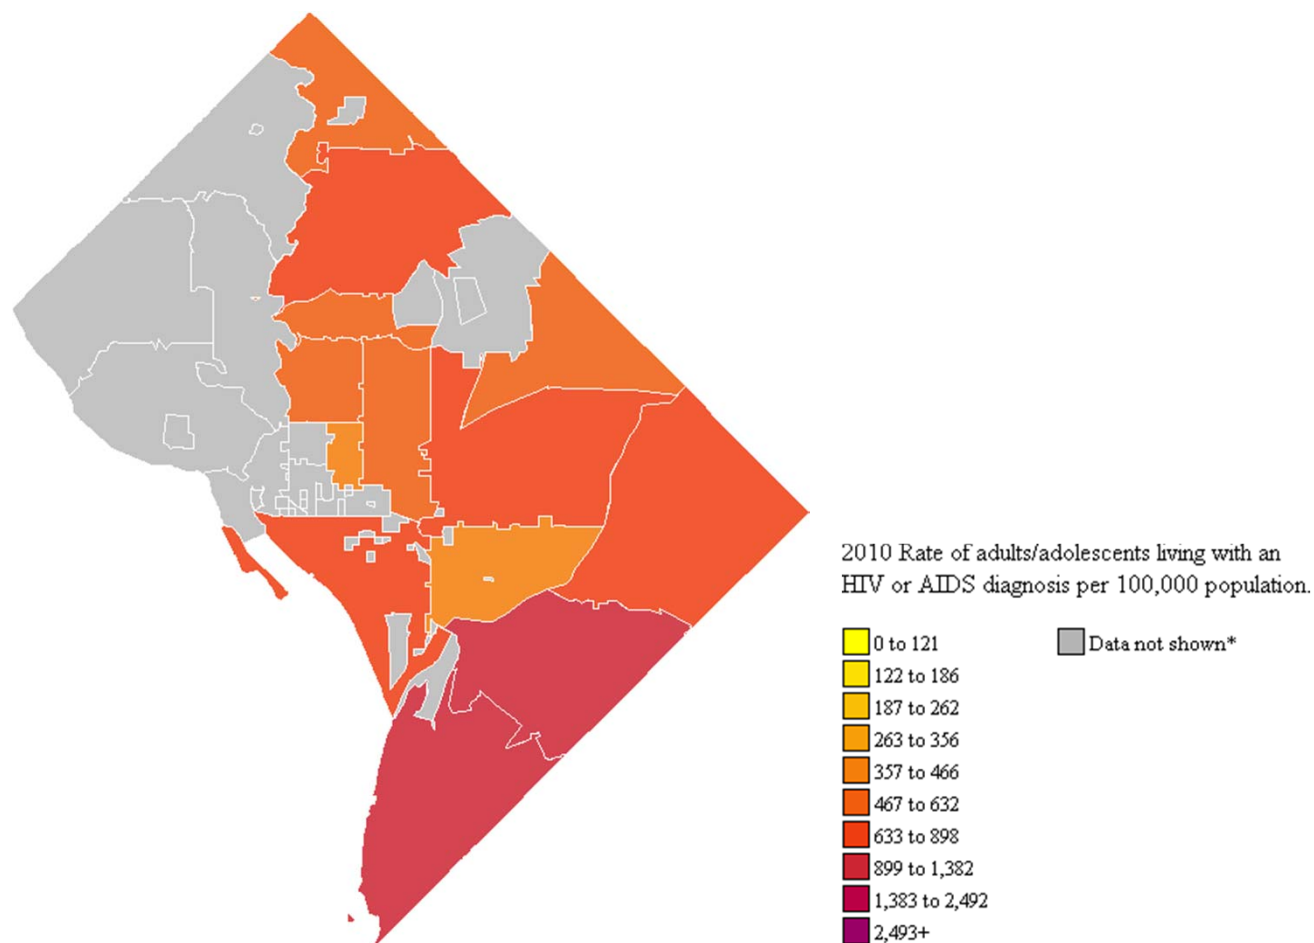 2010 Rate of adults/adolescents living with an
HIV or AIDS diagnosis per 100,000 population.
0 to 121
Data not shown*
122 to 186
187 to 262
263 to 356
357 to 466
467 to 632
633 to 898
899 to 1,382
1,383 to 2,492
2,493+